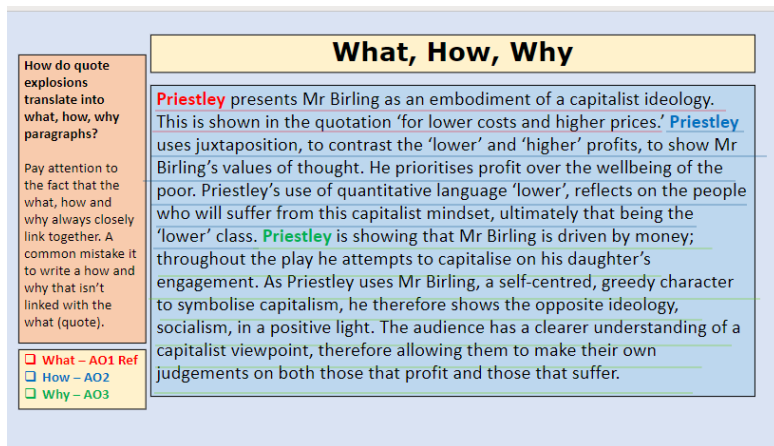 What, How, Why
How do quote
explosions
translate into
what, how, why
paragraphs?
Pay attention to
the fact that the
what, how and
why always closely
link together. A
common mistake it
to write a how and
why that isn't
linked with the
what (quote).
What – AO1 Ref
How – AO2
Why – AO3
Priestley presents Mr Birling as an embodiment of a capitalist ideology.
This is shown in the quotation 'for lower costs and higher prices.' Priestley
uses juxtaposition, to contrast the 'lower' and 'higher' profits, to show Mr
Birling's values of thought. He prioritises profit over the wellbeing of the
poor. Priestley's use of quantitative language 'lower', reflects on the people
who will suffer from this capitalist mindset, ultimately that being the
'lower' class. Priestley is showing that Mr Birling is driven by money;
throughout the play he attempts to capitalise on his daughter's
engagement. As Priestley uses Mr Birling, a self-centred, greedy character
to symbolise capitalism, he therefore shows the opposite ideology,
socialism, in a positive light. The audience has a clearer understanding of a
capitalist viewpoint, therefore allowing them to make their own
judgements on both those that profit and those that suffer.